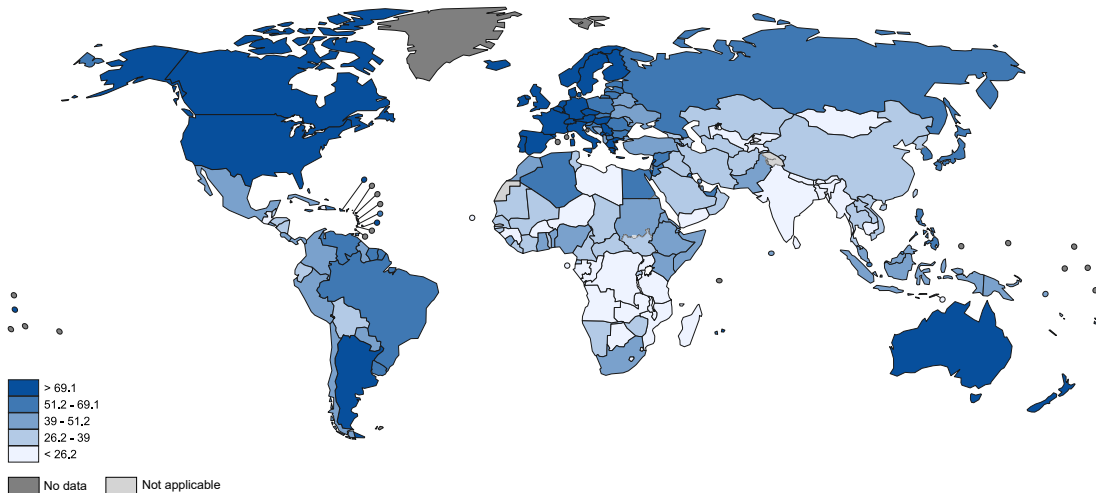 > 69.1
51.2 - 69.1
39 - 51.2
26.2 - 39
< 26.2
No data
Not applicable